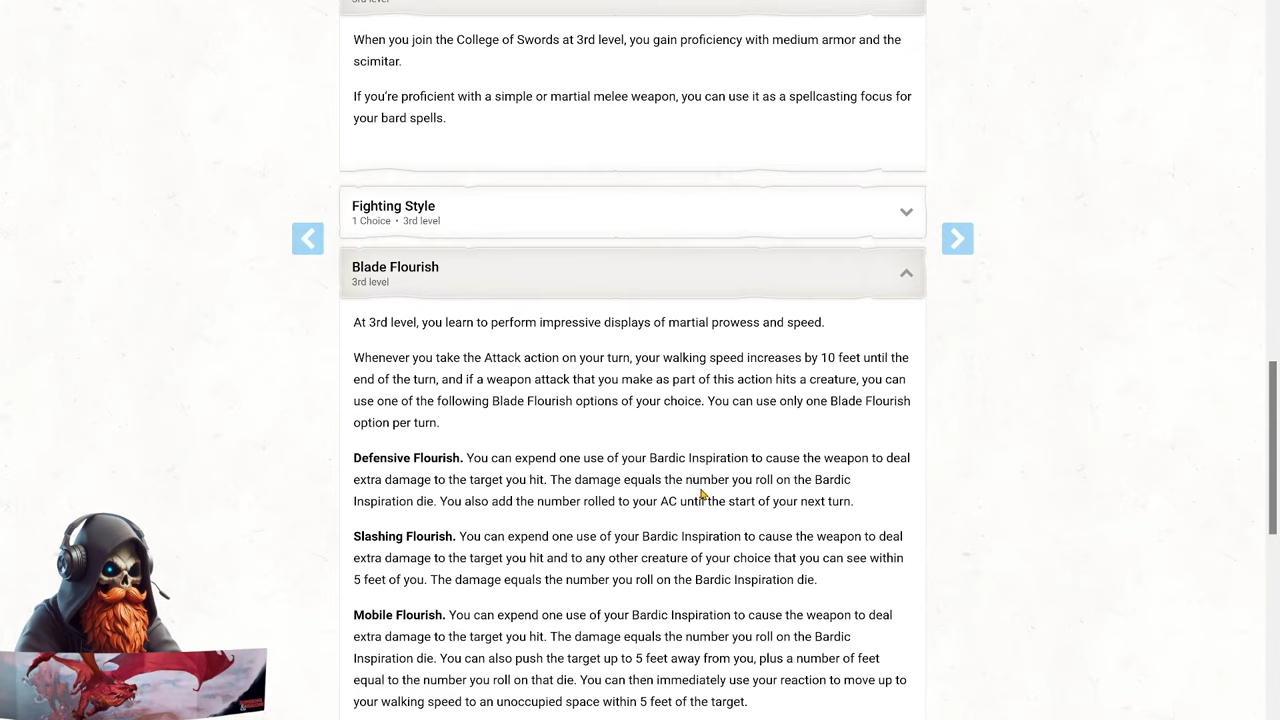 3rd level
When you join the College of Swords at 3rd level, you gain proficiency with medium armor and the
scimitar.
If you're proficient with a simple or martial melee weapon, you can use it as a spellcasting focus for
your bard spells.
Fighting Style
1 Choice • 3rd level
Blade Flourish
3rd level
At 3rd level, you learn to perform impressive displays of martial prowess and speed.
Whenever you take the Attack action on your turn, your walking speed increases by 10 feet until the
end of the turn, and if a weapon attack that you make as part of this action hits a creature, you can
use one of the following Blade Flourish options of your choice. You can use only one Blade Flourish
option per turn.
Defensive Flourish. You can expend one use of your Bardic Inspiration to cause the weapon to deal
extra damage to the target you hit. The damage equals the number you roll on the Bardic
Inspiration die. You also add the number rolled to your AC until the start of your next turn.
Slashing Flourish. You can expend one use of your Bardic Inspiration to cause the weapon to deal
extra damage to the target you hit and to any other creature of your choice that you can see within
5 feet of you. The damage equals the number you roll on the Bardic Inspiration die.
Mobile Flourish. You can expend one use of your Bardic Inspiration to cause the weapon to deal
extra damage to the target you hit. The damage equals the number you roll on the Bardic
Inspiration die. You can also push the target up to 5 feet away from you, plus a number of feet
equal to the number you roll on that die. You can then immediately use your reaction to move up to
your walking speed to an unoccupied space within 5 feet of the target.